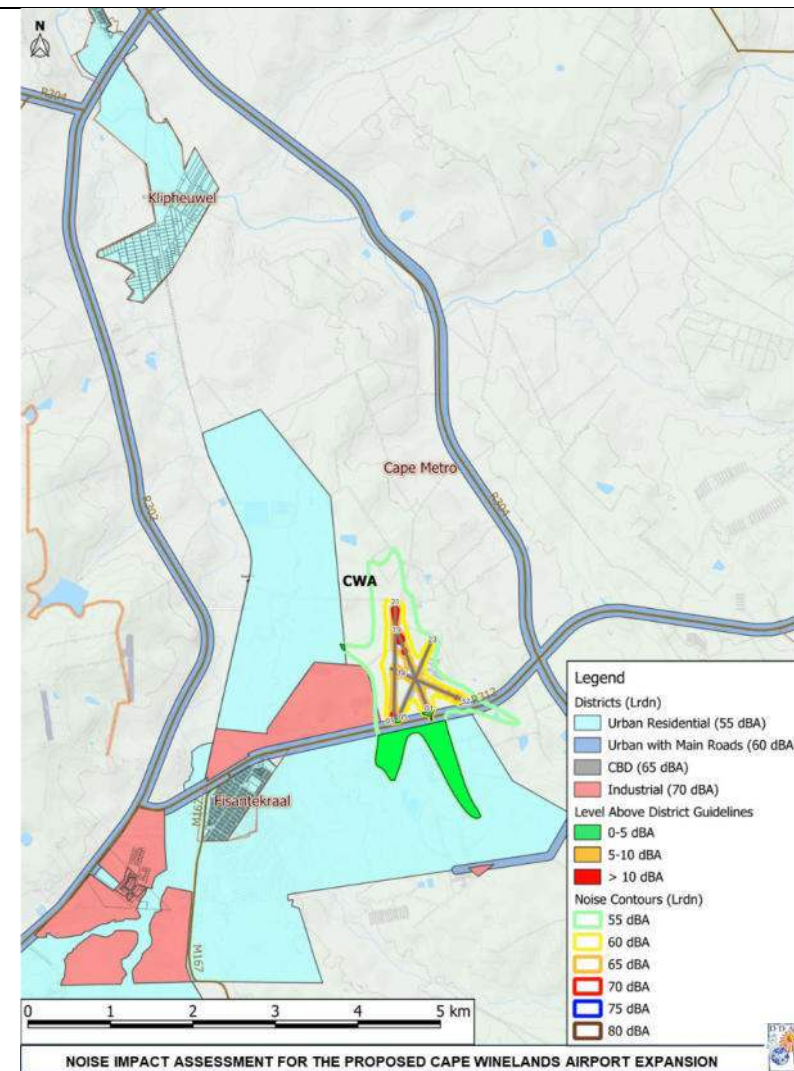 N
R304
Klipheuwel
R302
Cape Metro
R304
CWA
R312
Fisantekraal
M167
Legend
Districts (Lrdn)
Urban Residential (55 dBA)
Urban with Main Roads (60 dBA)
CBD (65 dBA)
Industrial (70 dBA)
Level Above District Guidelines
0-5 dBA
5-10 dBA
> 10 dBA
Noise Contours (Lrdn)
55 dBA
60 dBA
65 dBA
70 dBA
75 dBA
80 dBA
0 1 2 3 4 5 km
NOISE IMPACT ASSESSMENT FOR THE PROPOSED CAPE WINELANDS AIRPORT EXPANSION